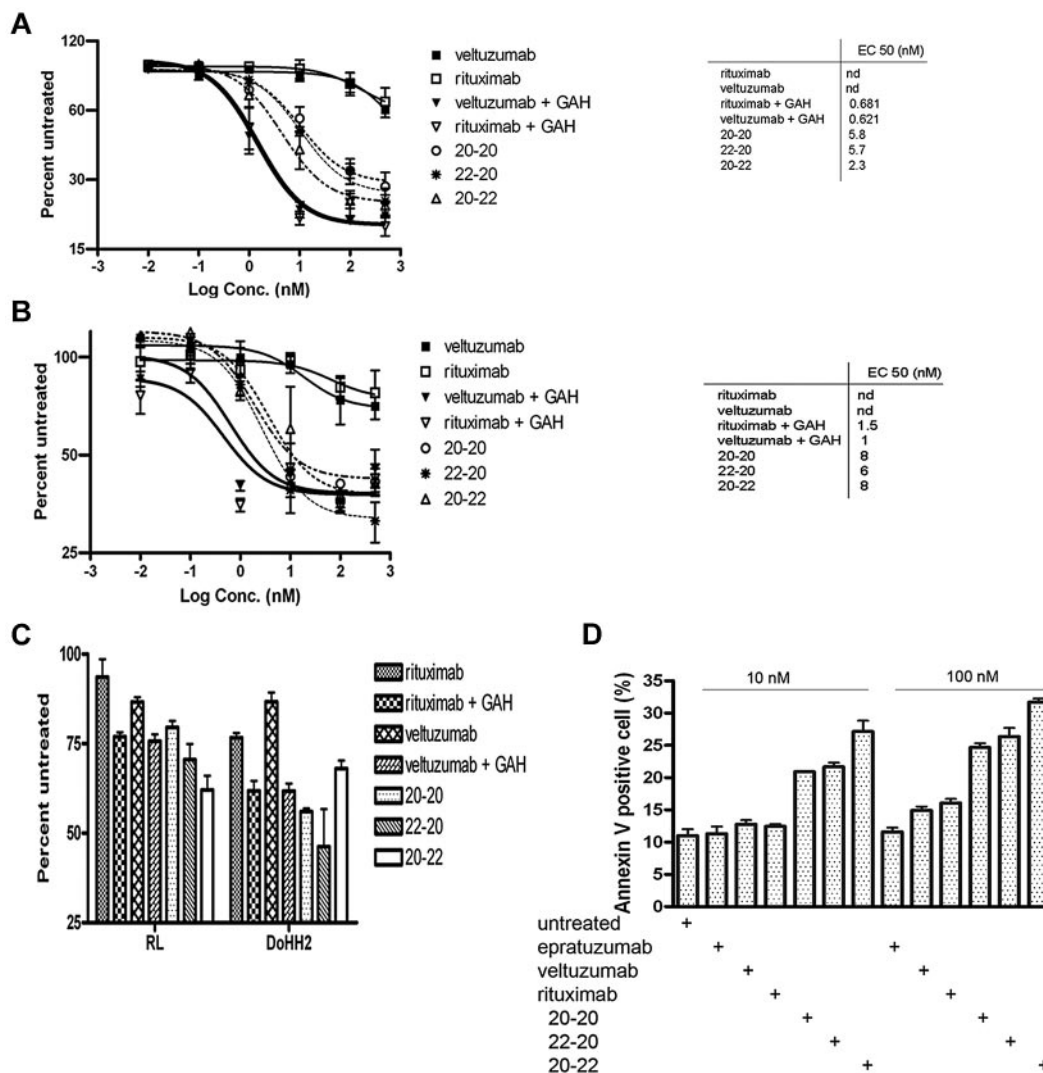 A
120
60
30
15
Percent untreated
-3 -2 -1 0 1 2 3
Log Conc. (nM)
veltuzumab
rituximab
veltuzumab + GAH
rituximab + GAH
20-20
22-20
20-22
EC 50 (nM)
rituximab nd
veltuzumab nd
rituximab + GAH 0.681
veltuzumab + GAH 0.621
20-20 5.8
22-20 5.7
20-22 2.3
B
100
50
25
Percent untreated
-3 -2 -1 0 1 2 3
Log Conc. (nM)
veltuzumab
rituximab
veltuzumab + GAH
rituximab + GAH
20-20
22-20
20-22
EC 50 (nM)
rituximab nd
veltuzumab nd
rituximab + GAH 1.5
veltuzumab + GAH 1
20-20 8
22-20 6
20-22 8
C
100
75
50
25
Percent untreated
RL DoHH2
rituximab
rituximab + GAH
veltuzumab
veltuzumab + GAH
20-20
22-20
20-22
D
10 nM 100 nM
35
30
25
20
15
10
5
0
Annexin V positive cell (%)
untreated +
epratuzumab + +
veltuzumab + +
rituximab + +
20-20 + +
22-20 + +
20-22 + +